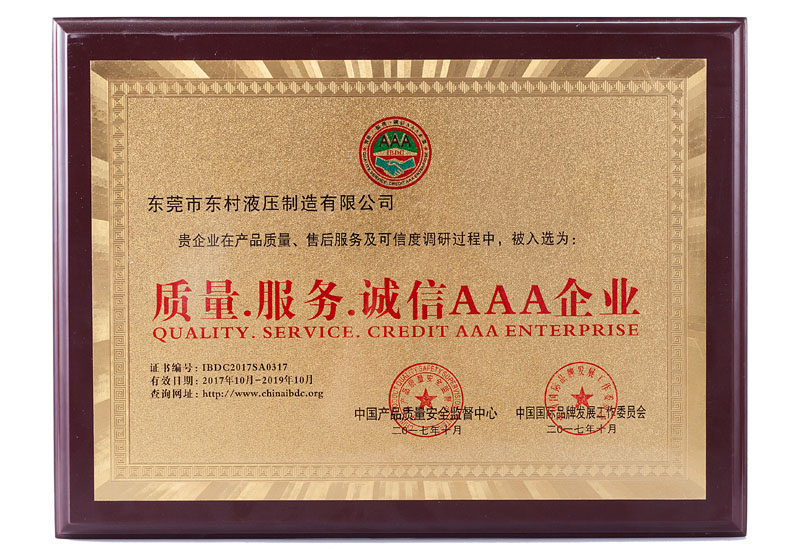 AAA
IBDC
东莞市东村液压制造有限公司
贵企业在产品质量、售后服务及可信度调研过程中，被入选为：
质量.服务.诚信AAA企业
QUALITY. SERVICE. CREDIT AAA ENTERPRISE
证书编号：IBDC2017SA0317
有效日期：2017年10月-2019年10月
查询网址：http://www.chinaibdc.org
中国产品质量安全监督中心 中国国际品牌发展工作委员会
二○一七年十月 二○一七年十月